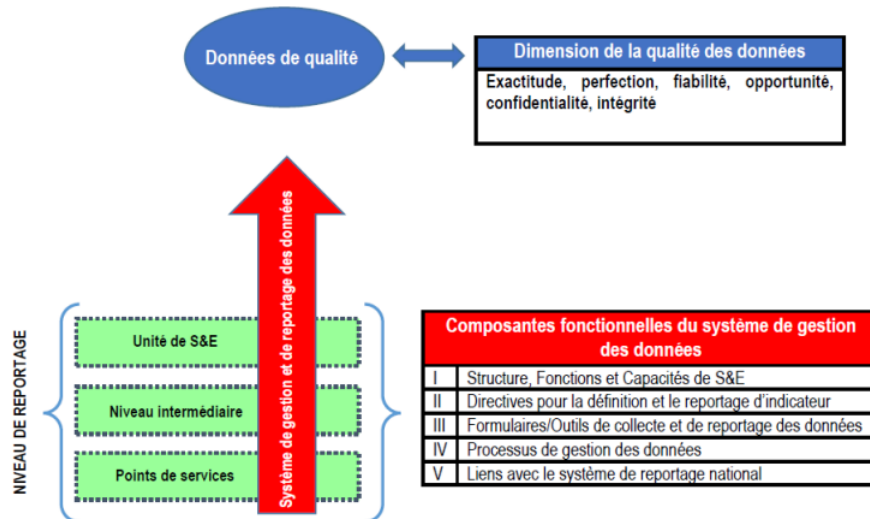 Données de qualité
Dimension de la qualité des données
Exactitude, perfection, fiabilité, opportunité,
confidentialité, intégrité
Système de gestion et de reportage des données
NIVEAU DE REPORTAGE
Unité de S&E
Niveau intermédiaire
Points de services
Composantes fonctionnelles du système de gestion
des données
I Structure, Fonctions et Capacités de S&E
II Directives pour la définition et le reportage d'indicateur
III Formulaires/Outils de collecte et de reportage des données
IV Processus de gestion des données
V Liens avec le système de reportage national